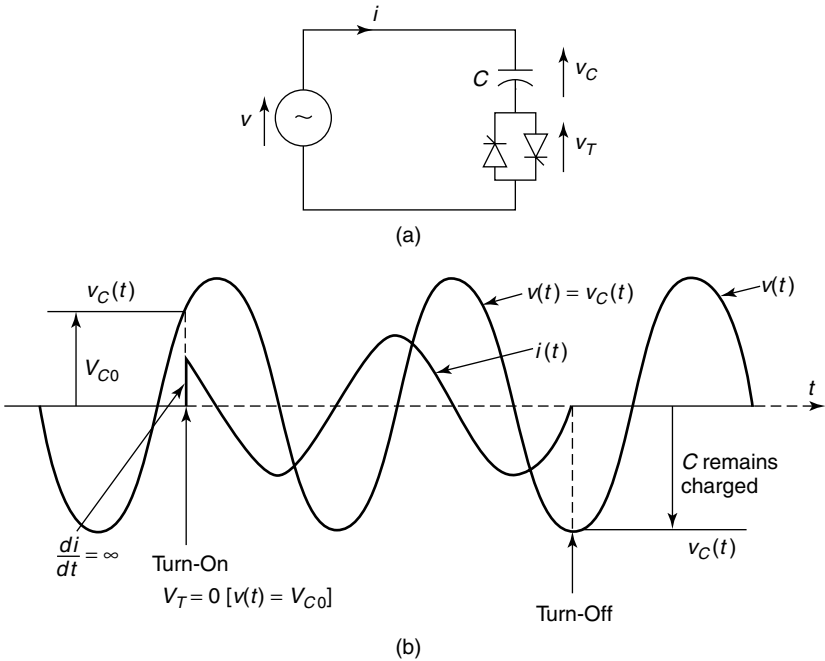 i
C
v_C
v
~
v_T
(a)
v_C(t)
v(t) = v_C(t)
v(t)
i(t)
V_C0
t
C remains
charged
di/dt = ∞
Turn-On
v_C(t)
V_T = 0 [v(t) = V_C0]
Turn-Off
(b)